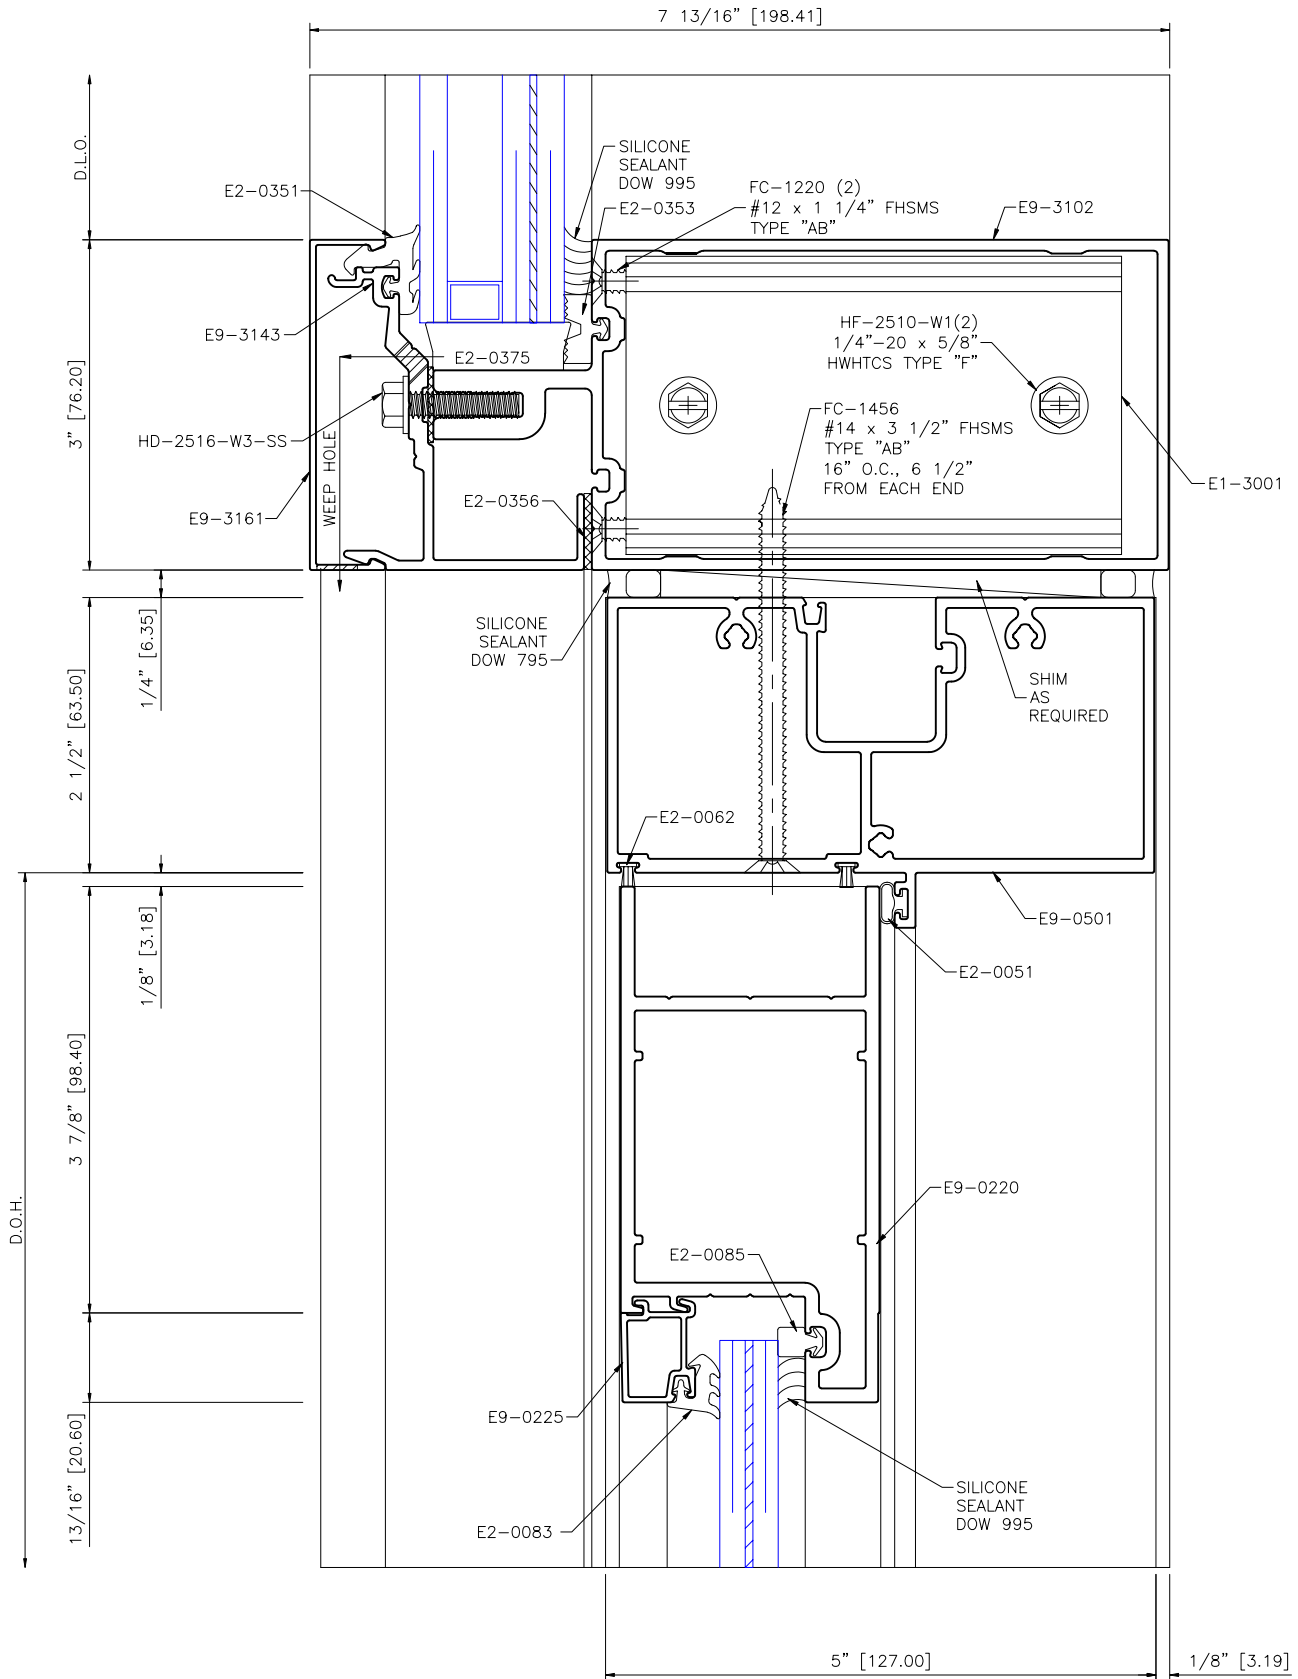 7 13/16” [198.41]
D.L.O.
SILICONE
SEALANT
DOW 995
E2-0351
E2-0353
FC-1220 (2)
#12 x 1 1/4” FHSMS
TYPE "AB"
E9-3102
E9-3143
E2-0375
HF-2510-W1(2)
1/4”-20 x 5/8”
HWHTCS TYPE "F"
3” [76.20]
HD-2516-W3-SS
WEEP HOLE
FC-1456
#14 x 3 1/2” FHSMS
TYPE "AB"
16” O.C., 6 1/2”
FROM EACH END
E1-3001
E2-0356
E9-3161
SILICONE
SEALANT
DOW 795
1/4” [6.35]
2 1/2” [63.50]
SHIM
AS
REQUIRED
E2-0062
E9-0501
1/8” [3.18]
E2-0051
3 7/8” [98.40]
D.O.H.
E9-0220
E2-0085
E9-0225
13/16” [20.60]
E2-0083
SILICONE
SEALANT
DOW 995
5” [127.00]
1/8” [3.19]